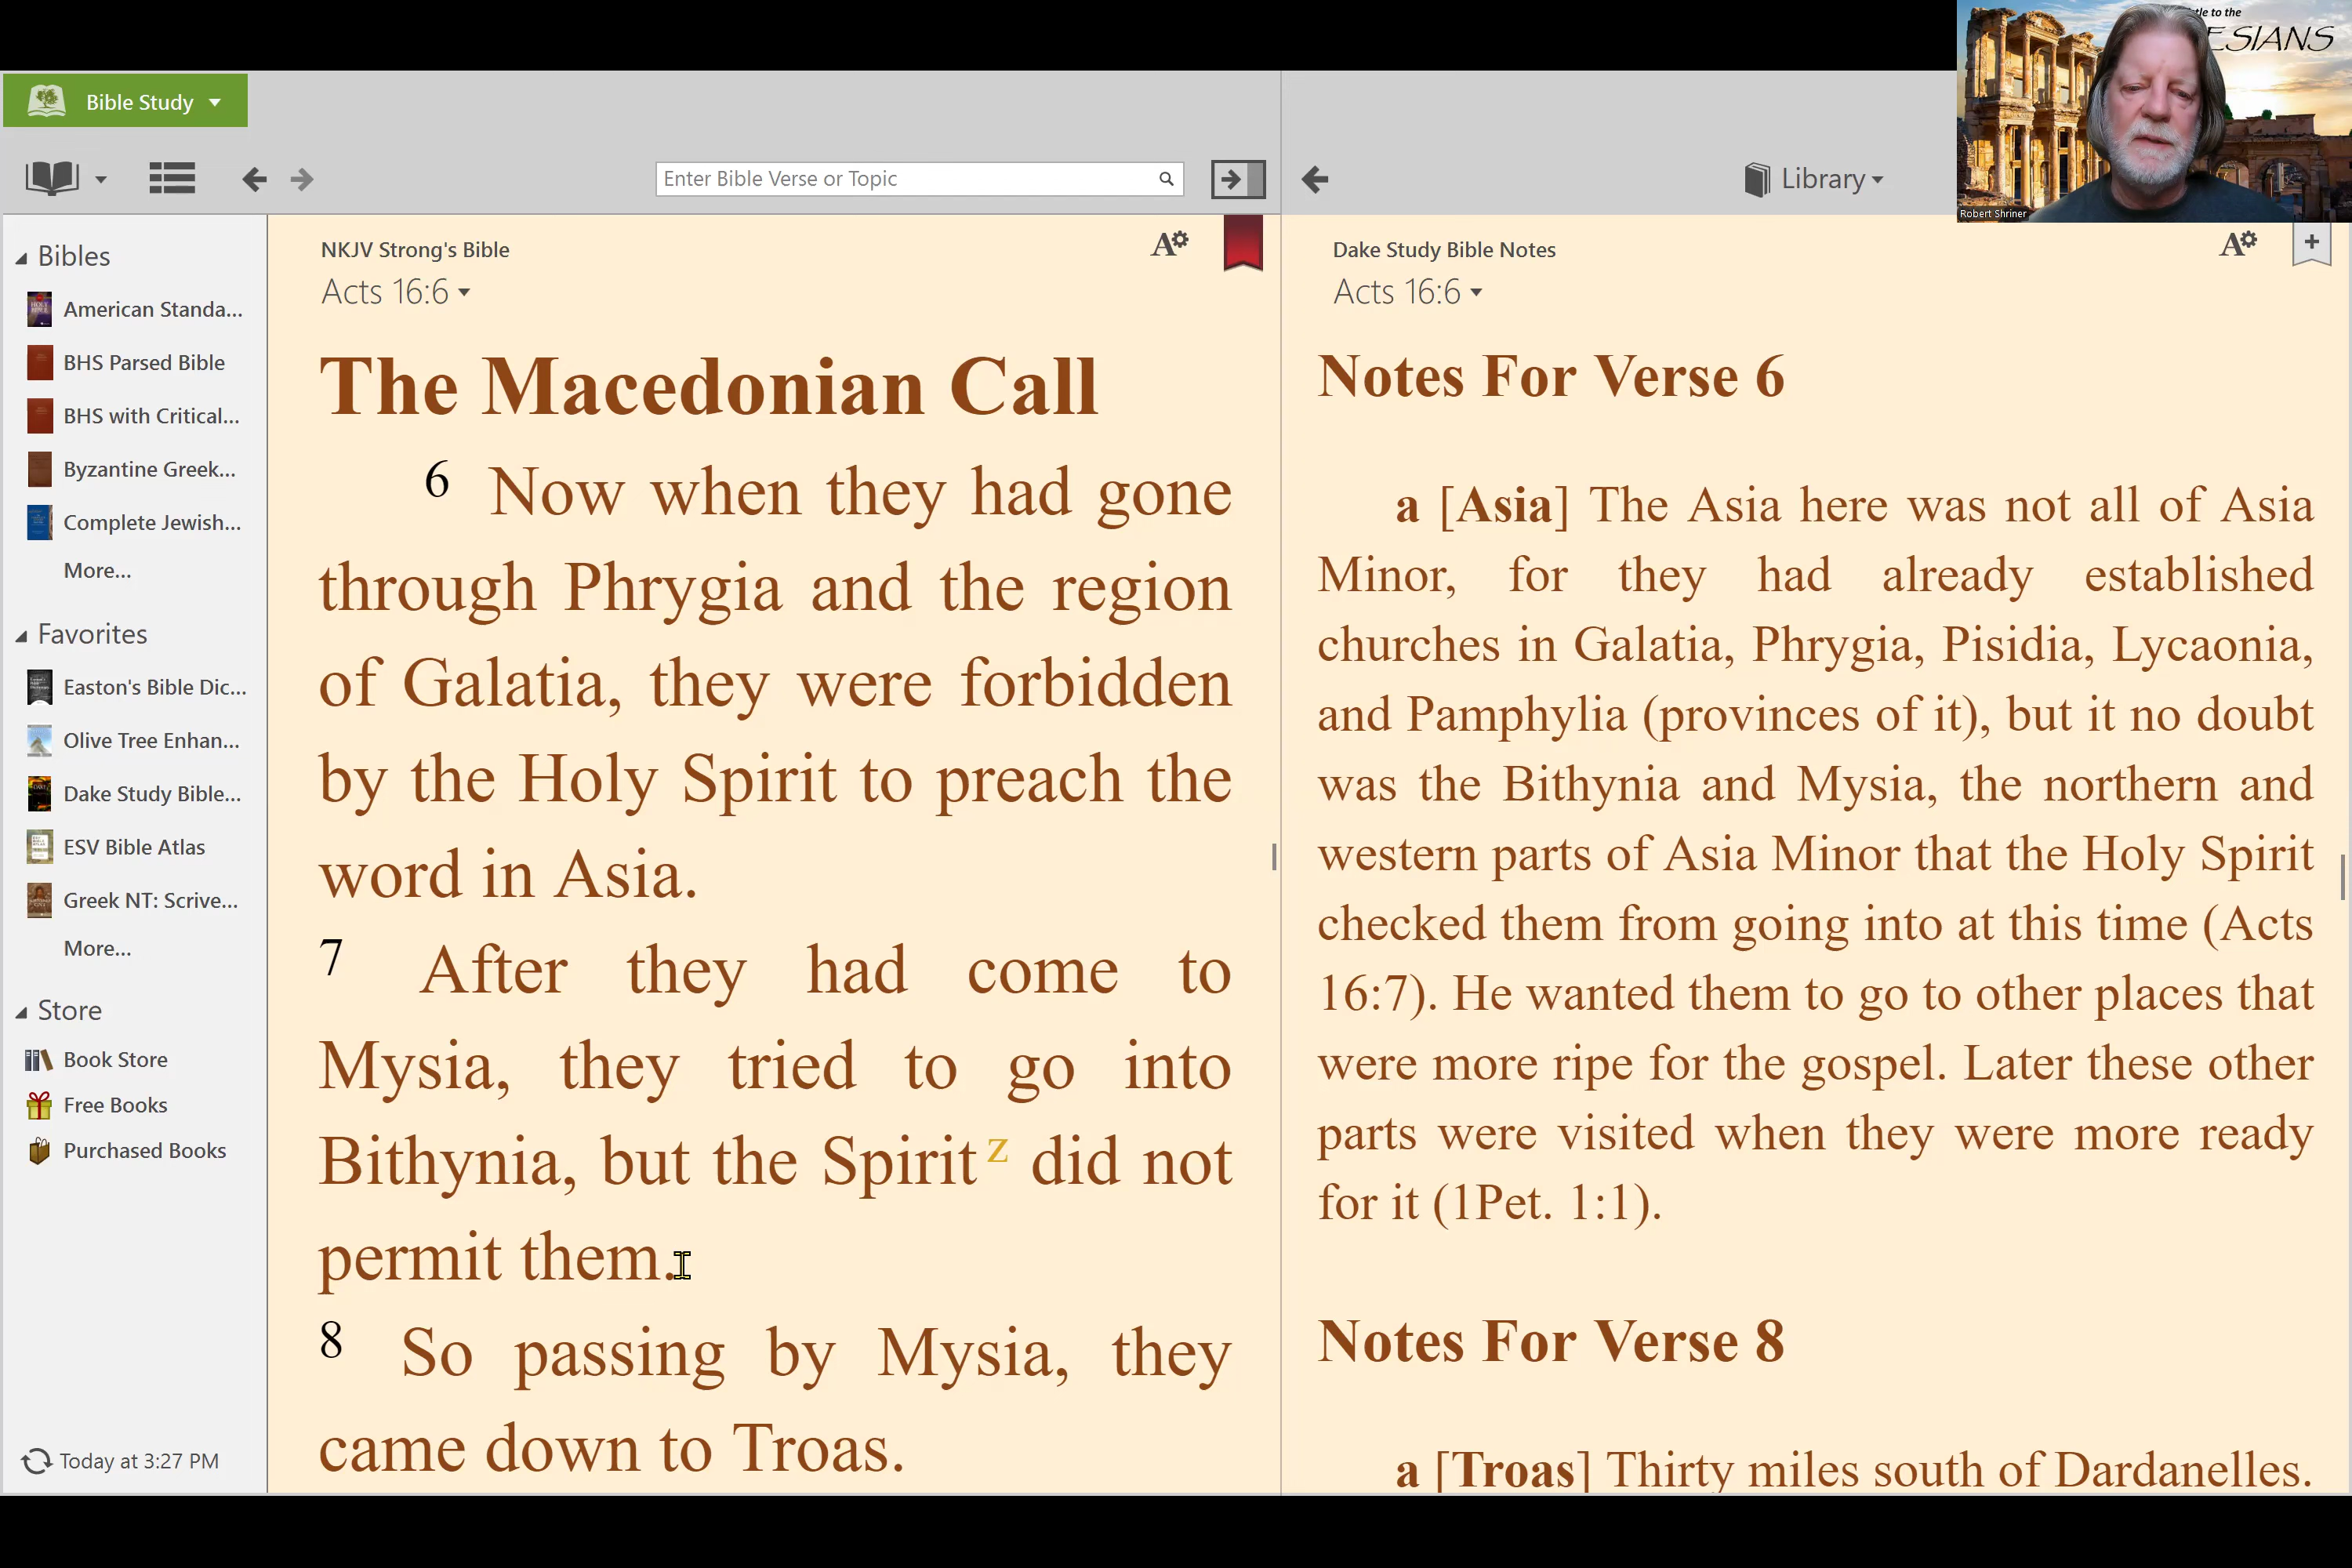 tle to the
ESIANS
Robert Shriner
Bible Study
Enter Bible Verse or Topic
Library
Bibles
American Standa...
BHS Parsed Bible
BHS with Critical...
Byzantine Greek...
Complete Jewish...
More...
Favorites
Easton's Bible Dic...
Olive Tree Enhan...
Dake Study Bible...
ESV Bible Atlas
Greek NT: Scrive...
More...
Store
Book Store
Free Books
Purchased Books
Today at 3:27 PM
NKJV Strong's Bible
Acts 16:6
The Macedonian Call
6 Now when they had gone
through Phrygia and the region
of Galatia, they were forbidden
by the Holy Spirit to preach the
word in Asia.
7 After they had come to
Mysia, they tried to go into
Bithynia, but the Spirit z did not
permit them.
8 So passing by Mysia, they
came down to Troas.
Dake Study Bible Notes
Acts 16:6
Notes For Verse 6
a [Asia] The Asia here was not all of Asia
Minor, for they had already established
churches in Galatia, Phrygia, Pisidia, Lycaonia,
and Pamphylia (provinces of it), but it no doubt
was the Bithynia and Mysia, the northern and
western parts of Asia Minor that the Holy Spirit
checked them from going into at this time (Acts
16:7). He wanted them to go to other places that
were more ripe for the gospel. Later these other
parts were visited when they were more ready
for it (1Pet. 1:1).
Notes For Verse 8
a [Troas] Thirty miles south of Dardanelles.